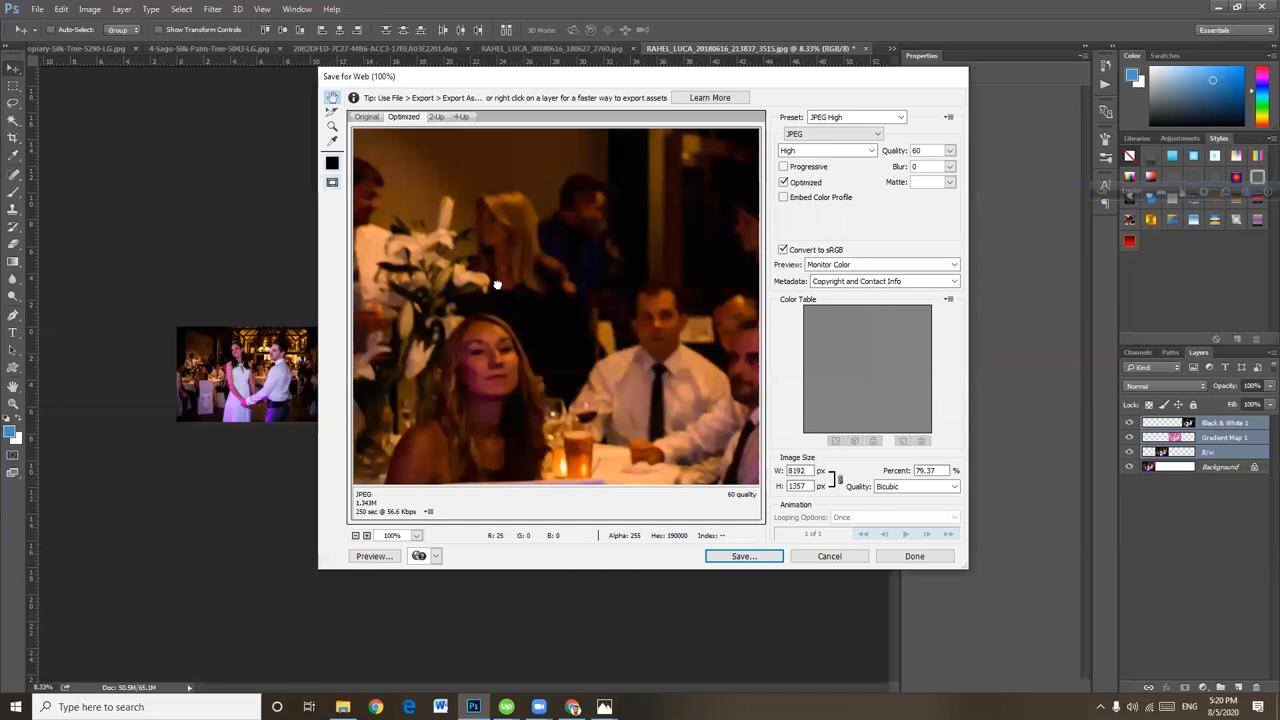 Ps File Edit Image Layer Type Select Filter 3D View Window Help
Auto-Select: Group Show Transform Controls 3D Mode: Essentials
opiary-Silk-Tree-5290-LG.jpg × 4-Sago-Silk-Palm-Tree-5043-LG.jpg × 20B2DFED-7C27-44B6-ACC3-17BEA03E2201.dng × RAHEL_LUCA_20180616_180627_2760.jpg × RAHEL_LUCA_20180616_213837_3515.jpg @ 8.33% (RGB/8) * ×
Properties
Color Swatches
Save for Web (100%)
Tip: Use File > Export > Export As... or right click on a layer for a faster way to export assets Learn More
Original Optimized 2-Up 4-Up
Preset: JPEG High
JPEG
High Quality: 60
Progressive Blur: 0
Optimized Matte:
Embed Color Profile
Convert to sRGB
Preview: Monitor Color
Metadata: Copyright and Contact Info
Color Table
Image Size
W: 8192 px Percent: 79.37 %
H: 1357 px Quality: Bicubic
Animation
Looping Options: Once
1 of 1
JPEG 60 quality
1.343M
250 sec @ 56.6 Kbps
100% R: 25 G: 0 B: 0 Alpha: 255 Hex: 190000 Index: --
Preview... Save... Cancel Done
Libraries Adjustments Styles
English
Channels Paths Layers
Kind
Normal Opacity: 100%
Lock: Fill: 100%
Black & White 1
Gradient Map 1
B/w
Background
8.33% Doc: 50.5M/65.1M
Type here to search
5:20 PM
8/5/2020